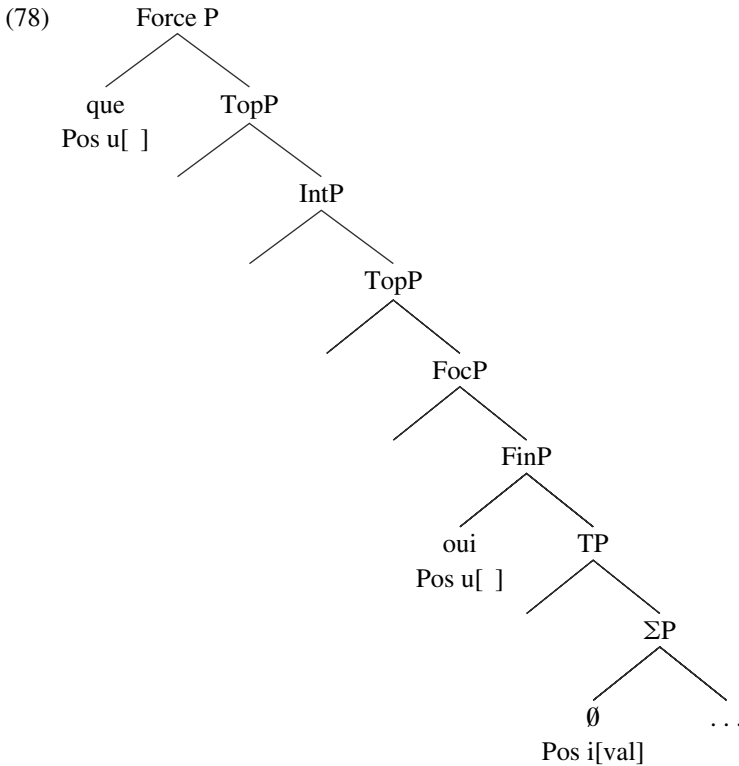 (78) Force P
que TopP
Pos u[ ]
IntP
TopP
FocP
FinP
oui TP
Pos u[ ]
ΣP
∅ . . .
Pos i[val]